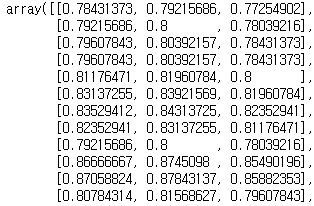 array([[0.78431373, 0.79215686, 0.77254902],
[0.79215686, 0.8       , 0.78039216],
[0.79607843, 0.80392157, 0.78431373],
[0.79607843, 0.80392157, 0.78431373],
[0.81176471, 0.81960784, 0.8       ],
[0.83137255, 0.83921569, 0.81960784],
[0.83529412, 0.84313725, 0.82352941],
[0.82352941, 0.83137255, 0.81176471],
[0.79215686, 0.8       , 0.78039216],
[0.86666667, 0.8745098 , 0.85490196],
[0.87058824, 0.87843137, 0.85882353],
[0.80784314, 0.81568627, 0.79607843],